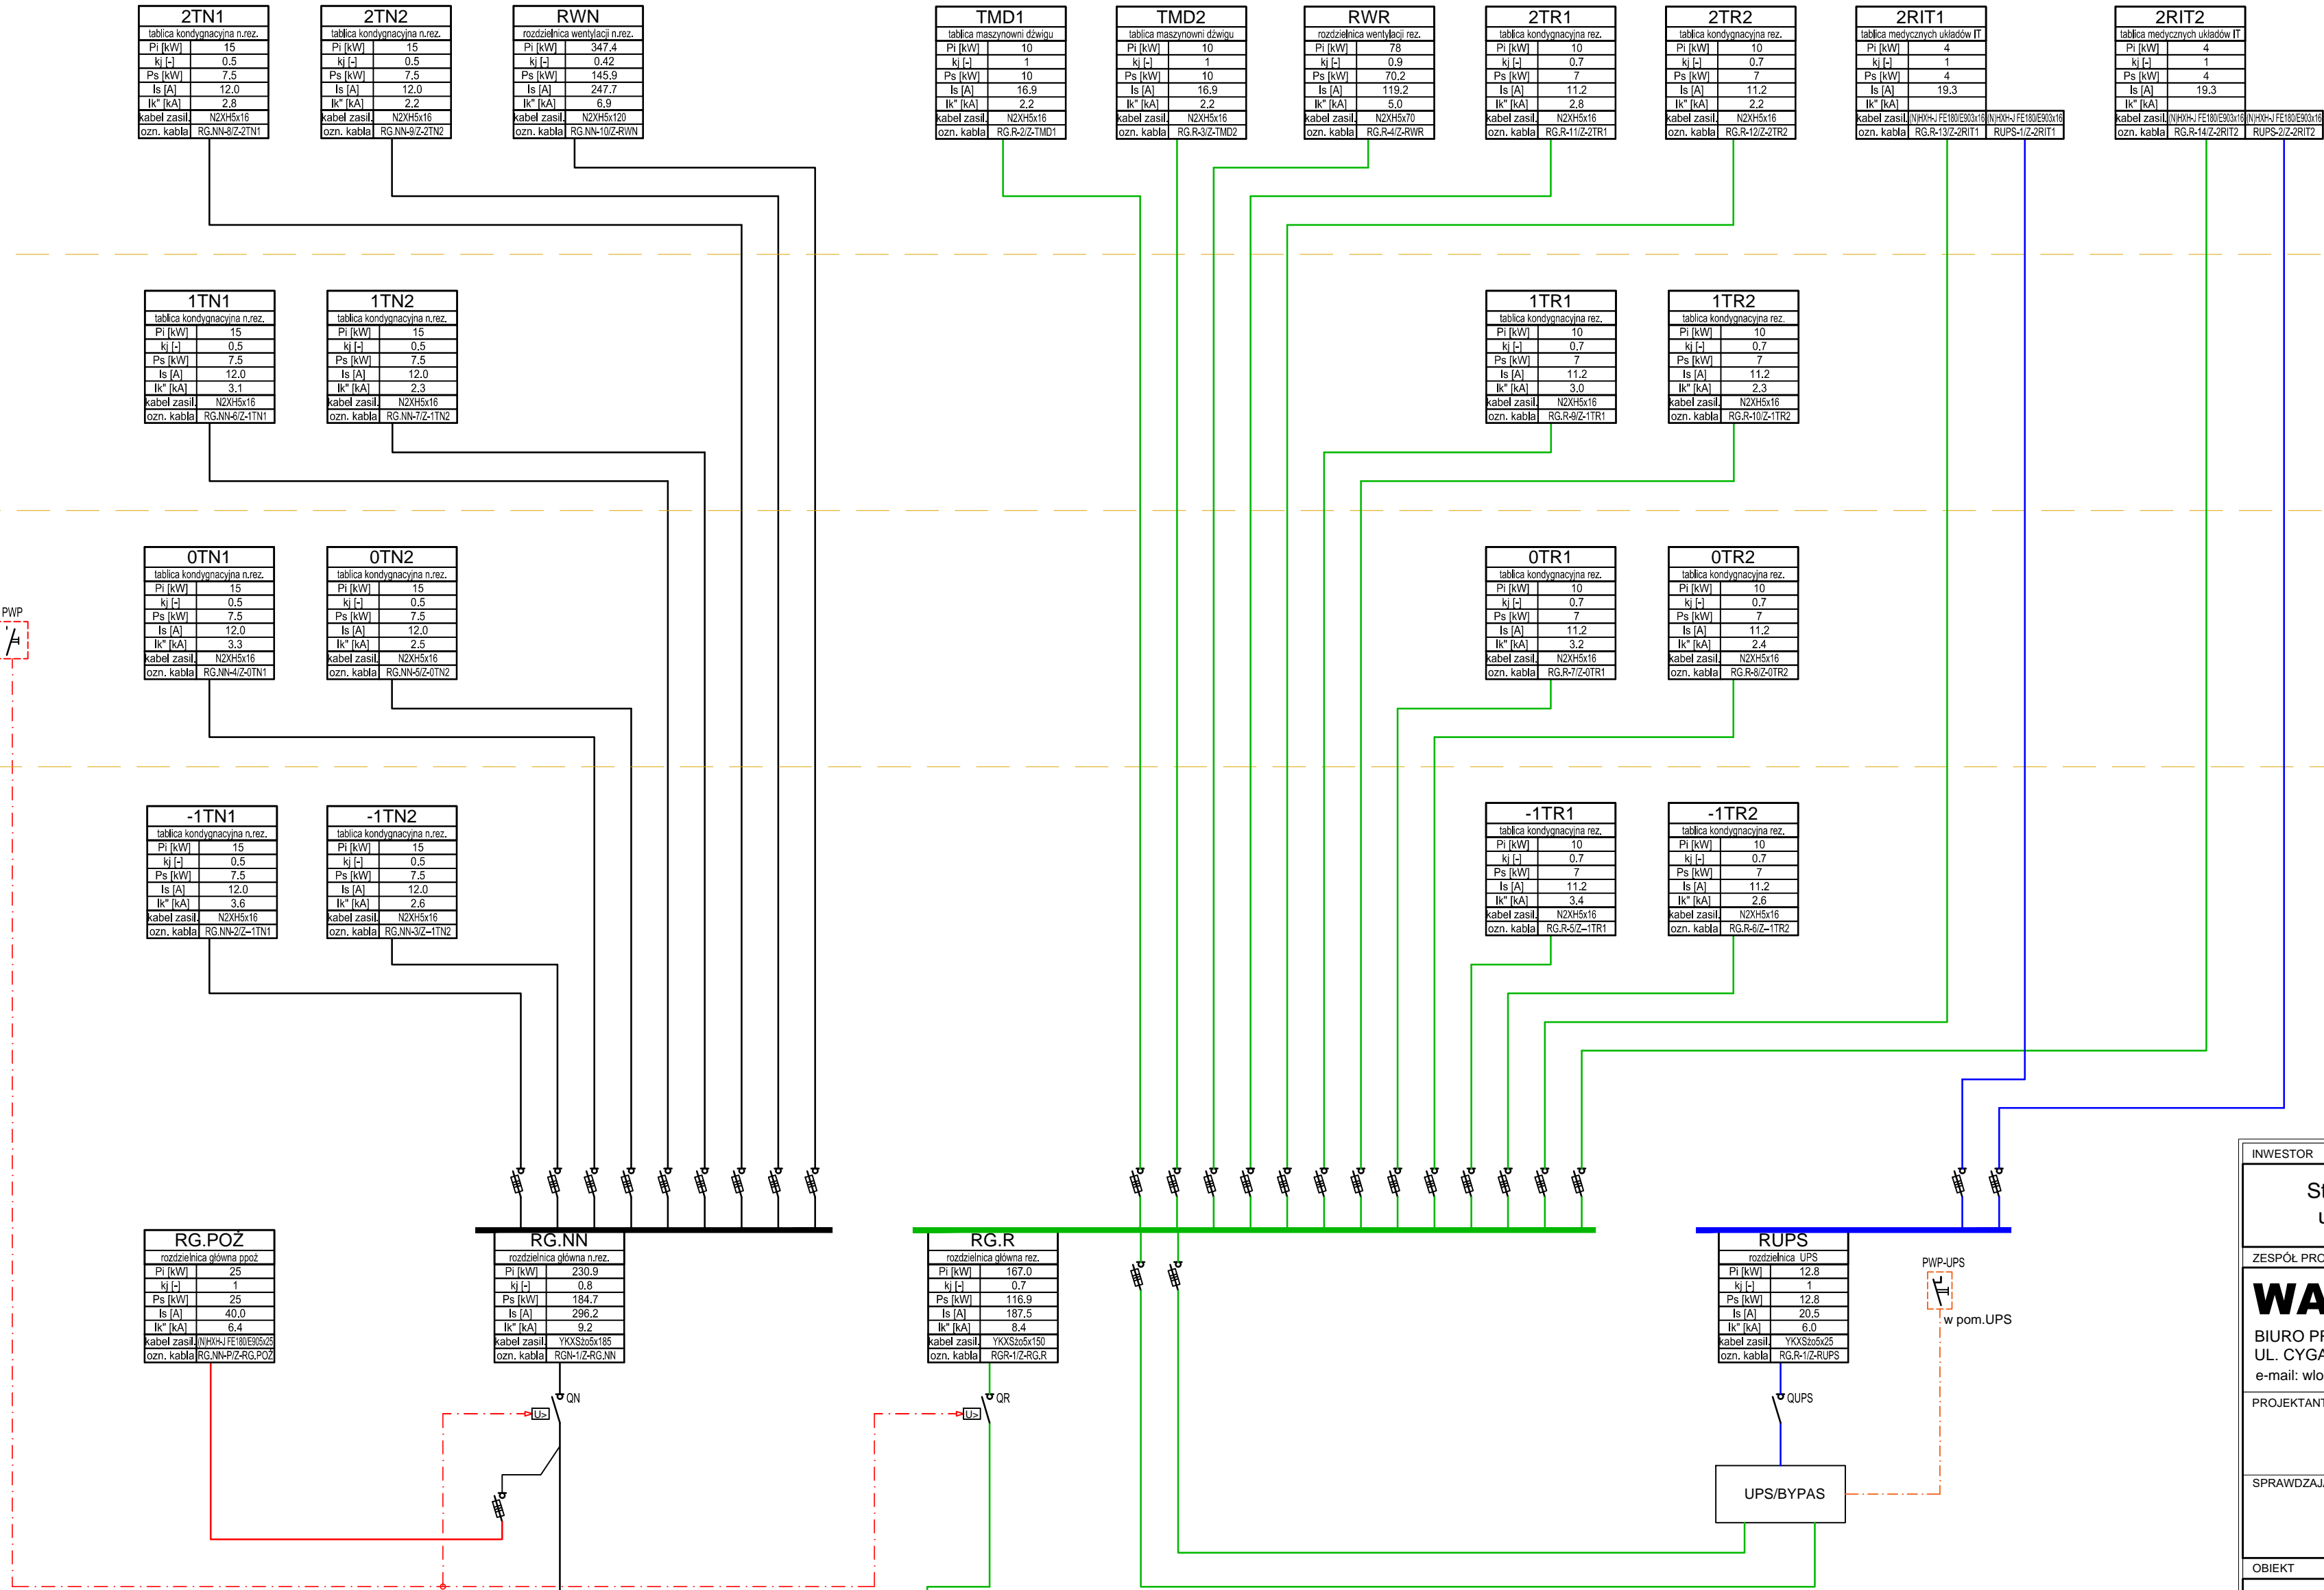 2TN1
tablica kondygnacyjna n.rez.
Pi [kW] 15
kj [-] 0.5
Ps [kW] 7.5
Is [A] 12.0
Ik" [kA] 2.8
kabel zasil. N2XH5x16
ozn. kabla RG.NN-8/Z-2TN1
2TN2
tablica kondygnacyjna n.rez.
Pi [kW] 15
kj [-] 0.5
Ps [kW] 7.5
Is [A] 12.0
Ik" [kA] 2.2
kabel zasil. N2XH5x16
ozn. kabla RG.NN-9/Z-2TN2
RWN
rozdzielnica wentylacji n.rez.
Pi [kW] 347.4
kj [-] 0.42
Ps [kW] 145.9
Is [A] 247.7
Ik" [kA] 6.9
kabel zasil. N2XH5x120
ozn. kabla RG.NN-10/Z-RWN
TMD1
tablica maszynowni dźwigu
Pi [kW] 10
kj [-] 1
Ps [kW] 10
Is [A] 16.9
Ik" [kA] 2.2
kabel zasil. N2XH5x16
ozn. kabla RG.R-2/Z-TMD1
TMD2
tablica maszynowni dźwigu
Pi [kW] 10
kj [-] 1
Ps [kW] 10
Is [A] 16.9
Ik" [kA] 2.2
kabel zasil. N2XH5x16
ozn. kabla RG.R-3/Z-TMD2
RWR
rozdzielnica wentylacji rez.
Pi [kW] 78
kj [-] 0.9
Ps [kW] 70.2
Is [A] 119.2
Ik" [kA] 5.0
kabel zasil. N2XH5x70
ozn. kabla RG.R-4/Z-RWR
2TR1
tablica kondygnacyjna rez.
Pi [kW] 10
kj [-] 0.7
Ps [kW] 7
Is [A] 11.2
Ik" [kA] 2.8
kabel zasil. N2XH5x16
ozn. kabla RG.R-11/Z-2TR1
2TR2
tablica kondygnacyjna rez.
Pi [kW] 10
kj [-] 0.7
Ps [kW] 7
Is [A] 11.2
Ik" [kA] 2.2
kabel zasil. N2XH5x16
ozn. kabla RG.R-12/Z-2TR2
2RIT1
tablica medycznych układów IT
Pi [kW] 4
kj [-] 1
Ps [kW] 4
Is [A] 19.3
Ik" [kA]
kabel zasil. (N)HXH-J FE180/E903x16 (N)HXH-J FE180/E903x16
ozn. kabla RG.R-13/Z-2RIT1 RUPS-1/Z-2RIT1
2RIT2
tablica medycznych układów IT
Pi [kW] 4
kj [-] 1
Ps [kW] 4
Is [A] 19.3
Ik" [kA]
kabel zasil. (N)HXH-J FE180/E903x16 (N)HXH-J FE180/E903x16
ozn. kabla RG.R-14/Z-2RIT2 RUPS-2/Z-2RIT2
1TN1
tablica kondygnacyjna n.rez.
Pi [kW] 15
kj [-] 0.5
Ps [kW] 7.5
Is [A] 12.0
Ik" [kA] 3.1
kabel zasil. N2XH5x16
ozn. kabla RG.NN-6/Z-1TN1
1TN2
tablica kondygnacyjna n.rez.
Pi [kW] 15
kj [-] 0.5
Ps [kW] 7.5
Is [A] 12.0
Ik" [kA] 2.3
kabel zasil. N2XH5x16
ozn. kabla RG.NN-7/Z-1TN2
1TR1
tablica kondygnacyjna rez.
Pi [kW] 10
kj [-] 0.7
Ps [kW] 7
Is [A] 11.2
Ik" [kA] 3.0
kabel zasil. N2XH5x16
ozn. kabla RG.R-9/Z-1TR1
1TR2
tablica kondygnacyjna rez.
Pi [kW] 10
kj [-] 0.7
Ps [kW] 7
Is [A] 11.2
Ik" [kA] 2.3
kabel zasil. N2XH5x16
ozn. kabla RG.R-10/Z-1TR2
PWP
0TN1
tablica kondygnacyjna n.rez.
Pi [kW] 15
kj [-] 0.5
Ps [kW] 7.5
Is [A] 12.0
Ik" [kA] 3.3
kabel zasil. N2XH5x16
ozn. kabla RG.NN-4/Z-0TN1
0TN2
tablica kondygnacyjna n.rez.
Pi [kW] 15
kj [-] 0.5
Ps [kW] 7.5
Is [A] 12.0
Ik" [kA] 2.5
kabel zasil. N2XH5x16
ozn. kabla RG.NN-5/Z-0TN2
0TR1
tablica kondygnacyjna rez.
Pi [kW] 10
kj [-] 0.7
Ps [kW] 7
Is [A] 11.2
Ik" [kA] 3.2
kabel zasil. N2XH5x16
ozn. kabla RG.R-7/Z-0TR1
0TR2
tablica kondygnacyjna rez.
Pi [kW] 10
kj [-] 0.7
Ps [kW] 7
Is [A] 11.2
Ik" [kA] 2.4
kabel zasil. N2XH5x16
ozn. kabla RG.R-8/Z-0TR2
-1TN1
tablica kondygnacyjna n.rez.
Pi [kW] 15
kj [-] 0.5
Ps [kW] 7.5
Is [A] 12.0
Ik" [kA] 3.6
kabel zasil. N2XH5x16
ozn. kabla RG.NN-2/Z--1TN1
-1TN2
tablica kondygnacyjna n.rez.
Pi [kW] 15
kj [-] 0.5
Ps [kW] 7.5
Is [A] 12.0
Ik" [kA] 2.6
kabel zasil. N2XH5x16
ozn. kabla RG.NN-3/Z--1TN2
-1TR1
tablica kondygnacyjna rez.
Pi [kW] 10
kj [-] 0.7
Ps [kW] 7
Is [A] 11.2
Ik" [kA] 3.4
kabel zasil. N2XH5x16
ozn. kabla RG.R-5/Z--1TR1
-1TR2
tablica kondygnacyjna rez.
Pi [kW] 10
kj [-] 0.7
Ps [kW] 7
Is [A] 11.2
Ik" [kA] 2.6
kabel zasil. N2XH5x16
ozn. kabla RG.R-6/Z--1TR2
RG.POŻ
rozdzielnica główna ppoż
Pi [kW] 25
kj [-] 1
Ps [kW] 25
Is [A] 40.0
Ik" [kA] 6.4
kabel zasil. (N)HXH-J FE180/E905x25
ozn. kabla RG.NN-P/Z-RG.POŻ
RG.NN
rozdzielnica główna n.rez.
Pi [kW] 230.9
kj [-] 0.8
Ps [kW] 184.7
Is [A] 296.2
Ik" [kA] 9.2
kabel zasil. YKXSżo5x185
ozn. kabla RGN-1/Z-RG.NN
RG.R
rozdzielnica główna rez.
Pi [kW] 167.0
kj [-] 0.7
Ps [kW] 116.9
Is [A] 187.5
Ik" [kA] 8.4
kabel zasil. YKXSżo5x150
ozn. kabla RGR-1/Z-RG.R
RUPS
rozdzielnica UPS
Pi [kW] 12.8
kj [-] 1
Ps [kW] 12.8
Is [A] 20.5
Ik" [kA] 6.0
kabel zasil. YKXSżo5x25
ozn. kabla RG.R-1/Z-RUPS
PWP-UPS
w pom.UPS
QN
U>
QR
U>
QUPS
UPS/BYPAS
INWESTOR
ZESPÓŁ PRO
WA
BIURO PR
UL. CYGA
e-mail: wlo
PROJEKTANT
SPRAWDZAJ
OBIEKT